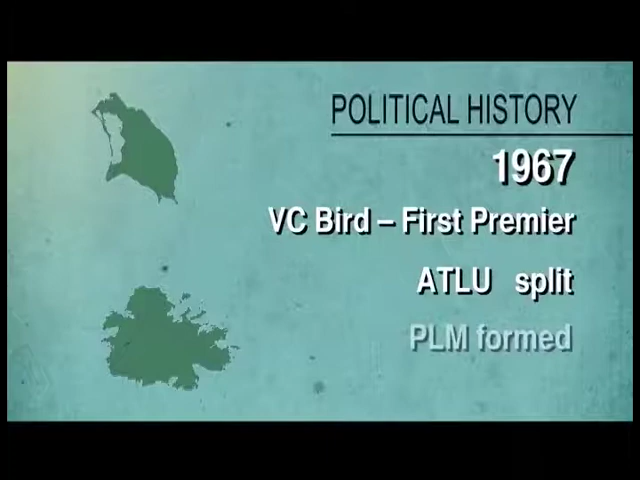 POLITICAL HISTORY
1967
VC Bird – First Premier
ATLU split
PLM formed